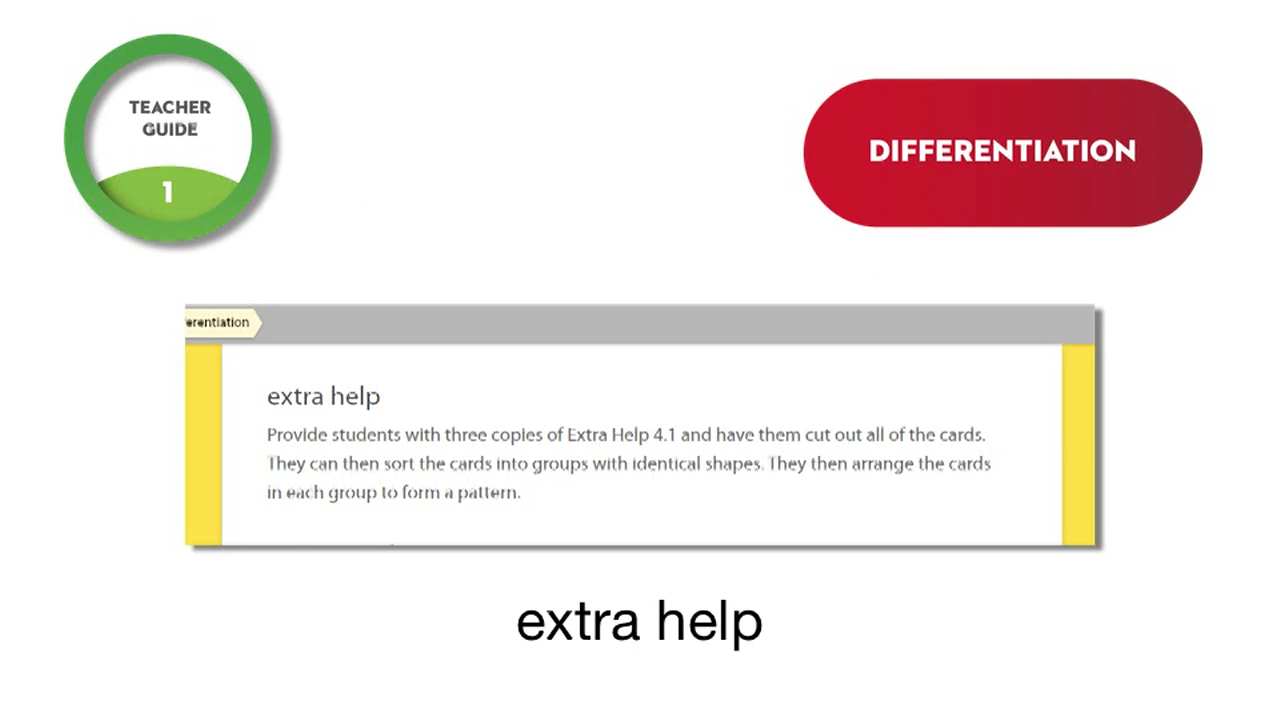 TEACHER
GUIDE
1
DIFFERENTIATION
erentiation
extra help
Provide students with three copies of Extra Help 4.1 and have them cut out all of the cards.
They can then sort the cards into groups with identical shapes. They then arrange the cards
in each group to form a pattern.
extra help